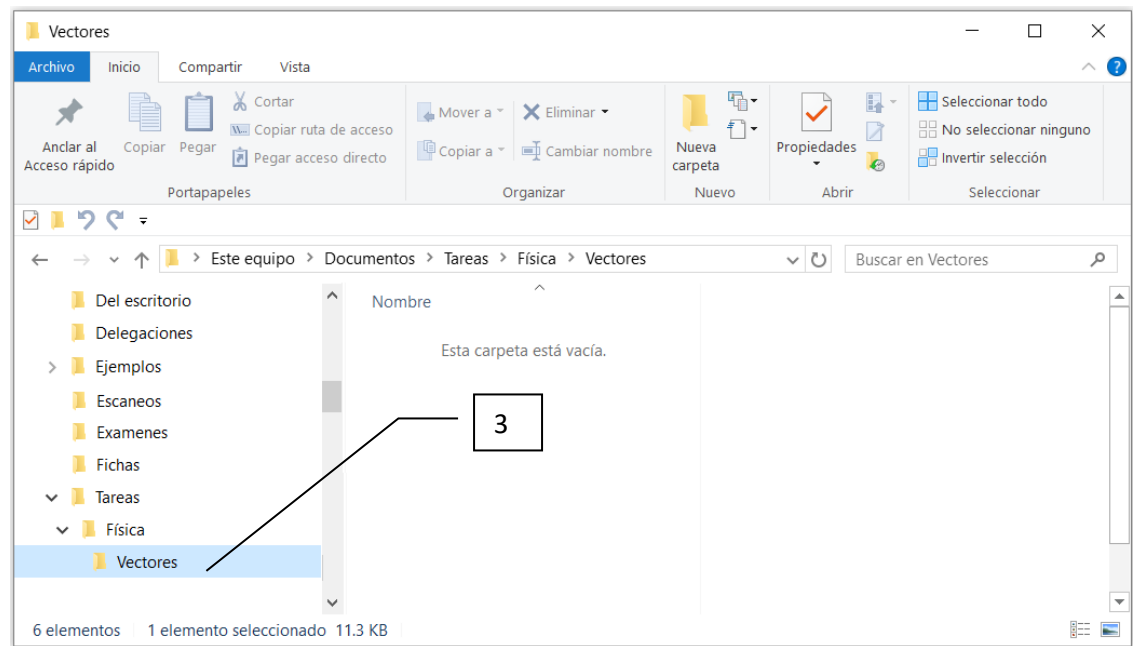 Vectores
Archivo Inicio Compartir Vista
Anclar al Acceso rápido
Copiar
Pegar
Cortar
Copiar ruta de acceso
Pegar acceso directo
Portapapeles
Mover a
Copiar a
Eliminar
Cambiar nombre
Organizar
Nueva carpeta
Nuevo
Propiedades
Abrir
Seleccionar todo
No seleccionar ninguno
Invertir selección
Seleccionar
Este equipo > Documentos > Tareas > Física > Vectores
Buscar en Vectores
Del escritorio
Delegaciones
Ejemplos
Escaneos
Examenes
Fichas
Tareas
Física
Vectores
Nombre
Esta carpeta está vacía.
3
6 elementos 1 elemento seleccionado 11.3 KB